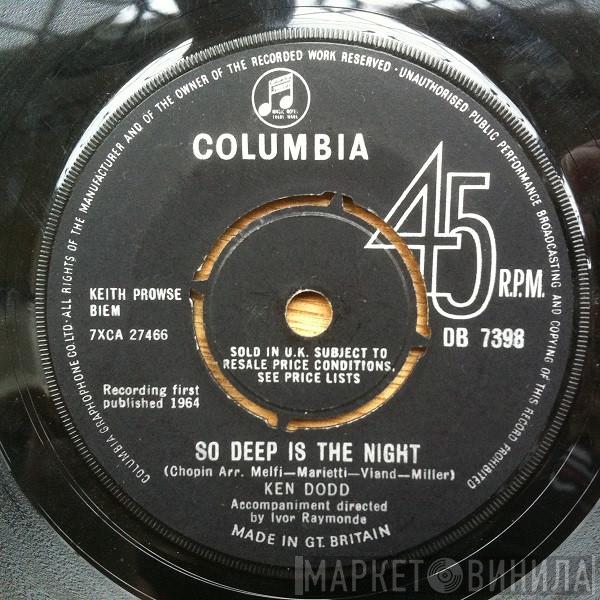 COLUMBIA GRAPHOPHONE CO.LTD·ALL RIGHTS OF THE MANUFACTURER AND OF THE OWNER OF THE RECORDED WORK RESERVED·UNAUTHORISED PUBLIC PERFORMANCE BROADCASTING AND COPYING OF THIS RECORD PROHIBITED
COLUMBIA
45
R.P.M.
KEITH PROWSE
BIEM
7XCA 27466
DB 7398
SOLD IN U.K. SUBJECT TO
RESALE PRICE CONDITIONS,
SEE PRICE LISTS
Recording first
published 1964
SO DEEP IS THE NIGHT
(Chopin Arr. Melfi—Marietti—Viand—Miller)
KEN DODD
Accompaniment directed
by Ivor Raymonde
MADE IN GT. BRITAIN
МАРКЕТ ВИНИЛА